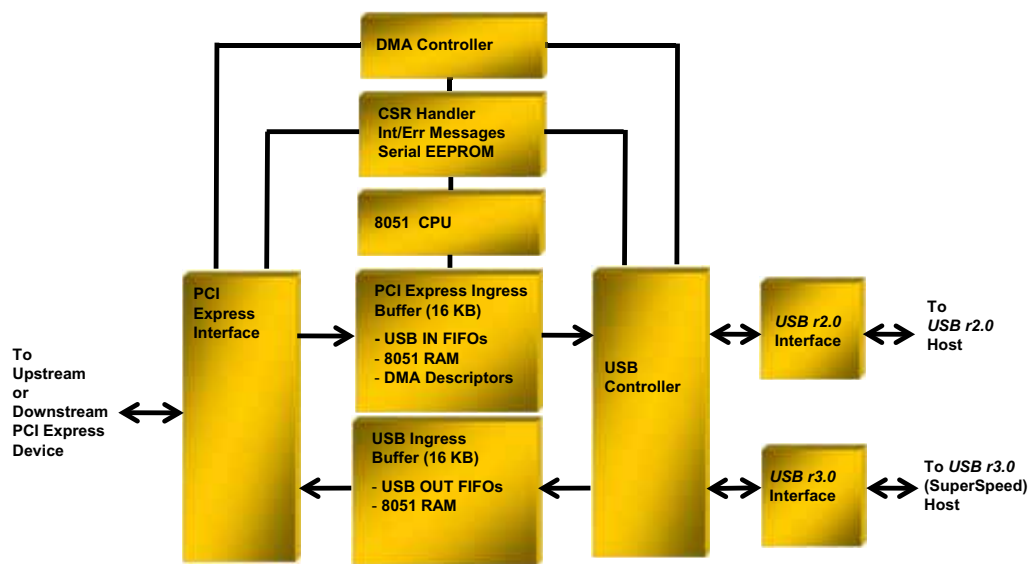 DMA Controller
CSR Handler
Int/Err Messages
Serial EEPROM
8051 CPU
PCI
Express
Interface
PCI Express Ingress
Buffer (16 KB)
- USB IN FIFOs
- 8051 RAM
- DMA Descriptors
USB Ingress
Buffer (16 KB)
- USB OUT FIFOs
- 8051 RAM
USB
Controller
USB r2.0
Interface
To
USB r2.0
Host
USB r3.0
Interface
To USB r3.0
(SuperSpeed)
Host
To
Upstream
or
Downstream
PCI Express
Device